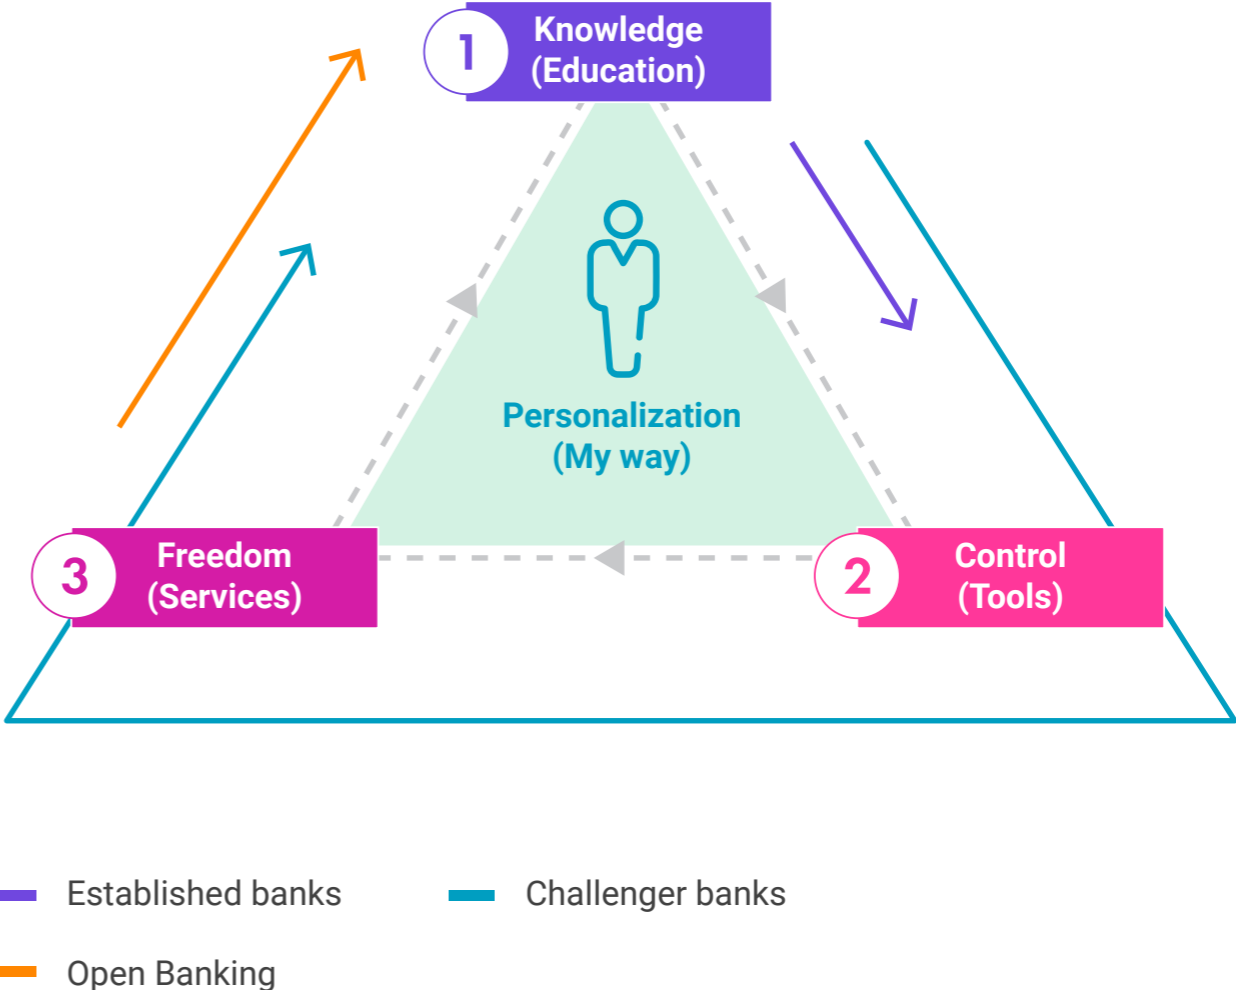 1
Knowledge
(Education)
Personalization
(My way)
3
Freedom
(Services)
2
Control
(Tools)
Established banks
Challenger banks
Open Banking